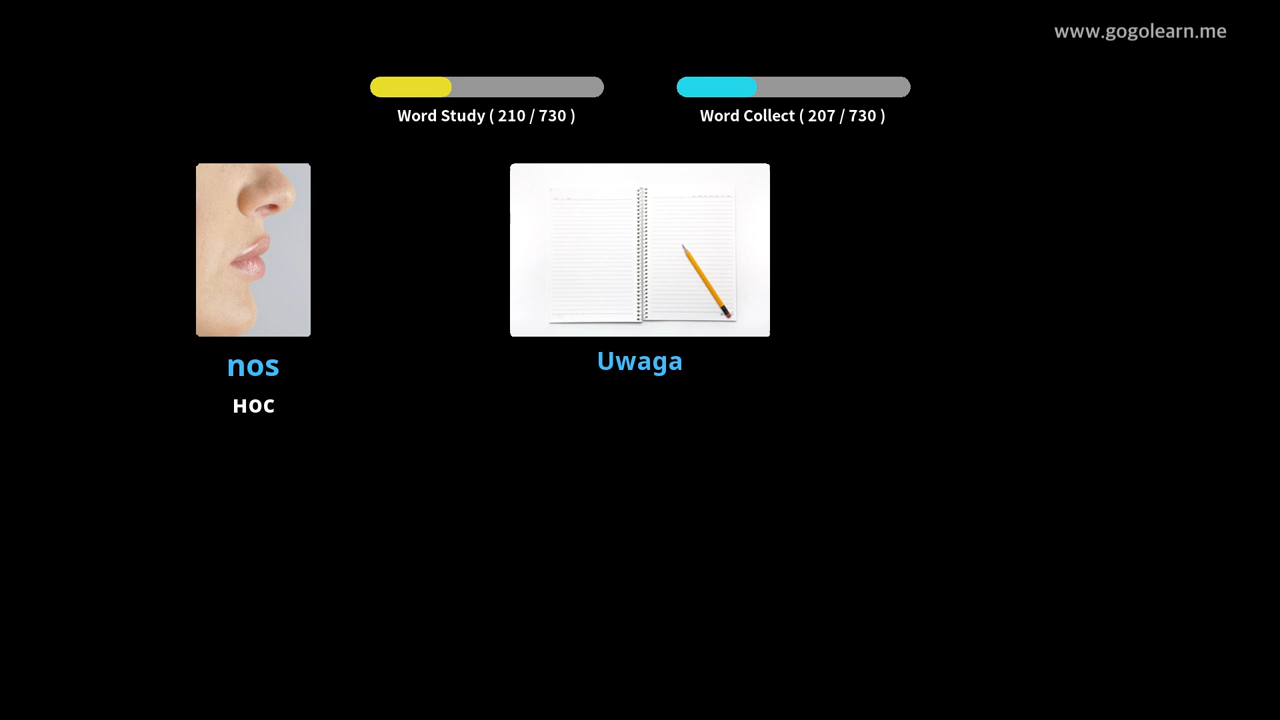 www.gogolearn.me
Word Study ( 210 / 730 )
Word Collect ( 207 / 730 )
nos
нос
Uwaga